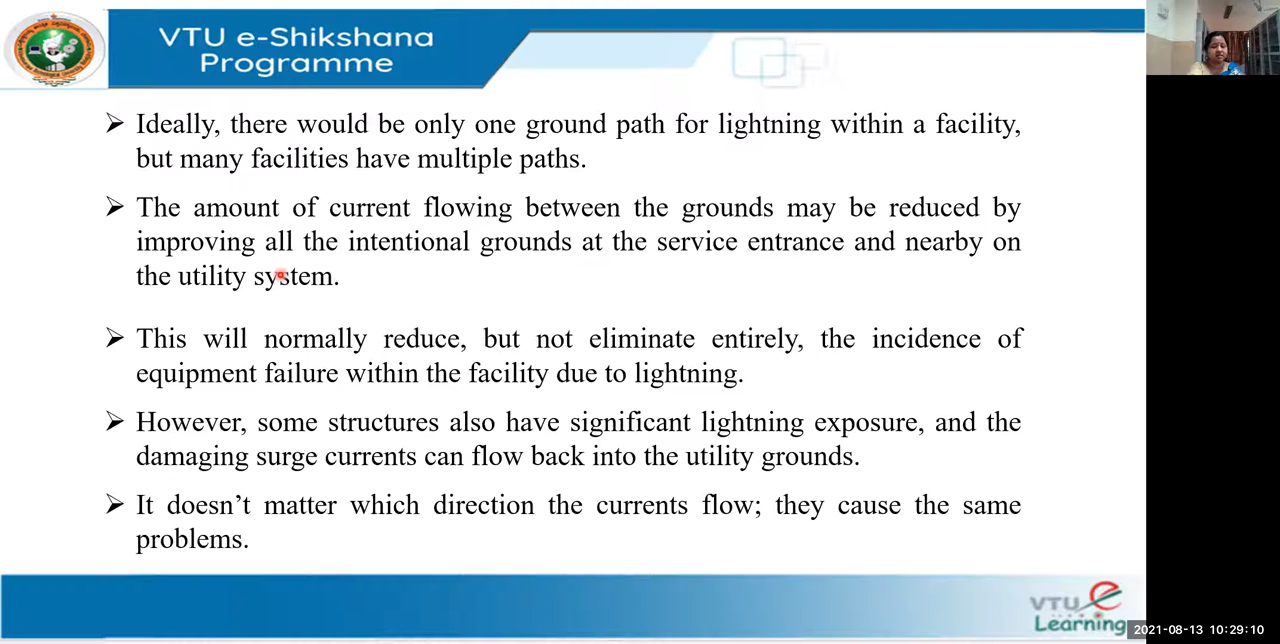 VTU e-Shikshana
Programme
➢ Ideally, there would be only one ground path for lightning within a facility,
but many facilities have multiple paths.
➢ The amount of current flowing between the grounds may be reduced by
improving all the intentional grounds at the service entrance and nearby on
the utility system.
➢ This will normally reduce, but not eliminate entirely, the incidence of
equipment failure within the facility due to lightning.
➢ However, some structures also have significant lightning exposure, and the
damaging surge currents can flow back into the utility grounds.
➢ It doesn’t matter which direction the currents flow; they cause the same
problems.
VTU e
Learning
2021-08-13 10:29:10